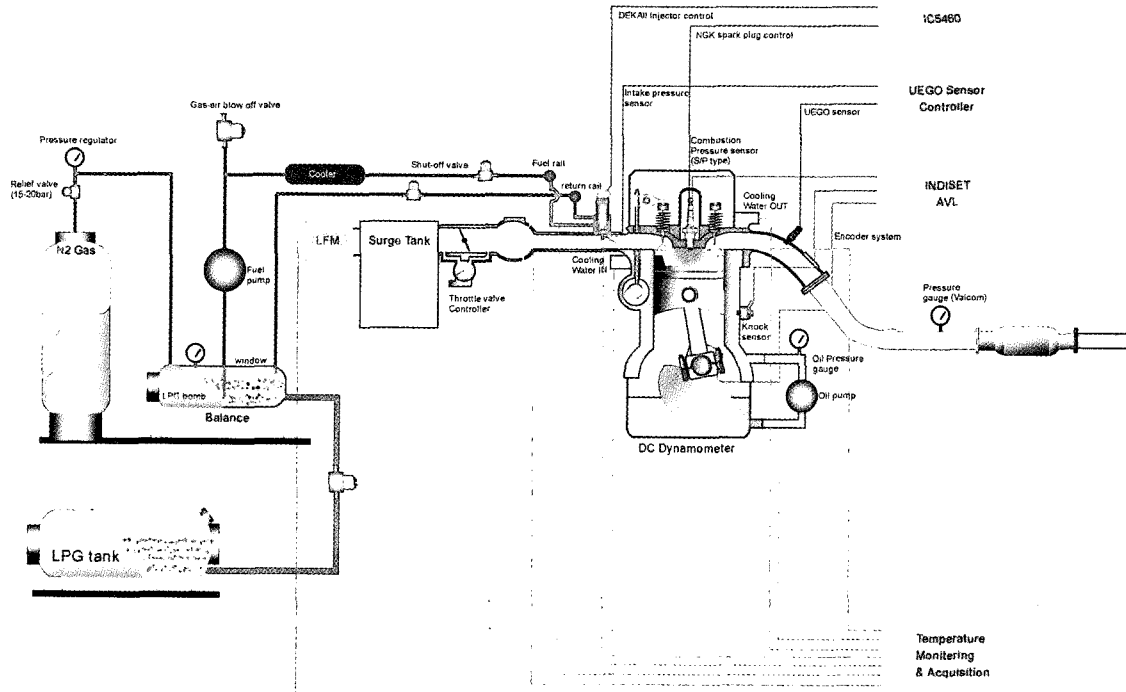 DEKAII Injector control
IC5460
NGK spark plug control
Gas-air blow off valve
Intake pressure
sensor
UEGO Sensor
Controller
UEGO sensor
Pressure regulator
Combustion
Pressure sensor
(S/P type)
Shut-off valve
Fuel rail
Cooler
Relief valve
(15-20bar)
return rail
Cooling
Water OUT
INDISET
AVL
N2 Gas
LFM
Surge Tank
Encoder system
Fuel
pump
Cooling
Water IN
Throttle valve
Controller
Pressure
gauge (Valcom)
Knock
sensor
window
LPG bomb
Balance
Oil Pressure
gauge
Oil pump
DC Dynamometer
LPG tank
Temperature
Monitoring
& Acquisition